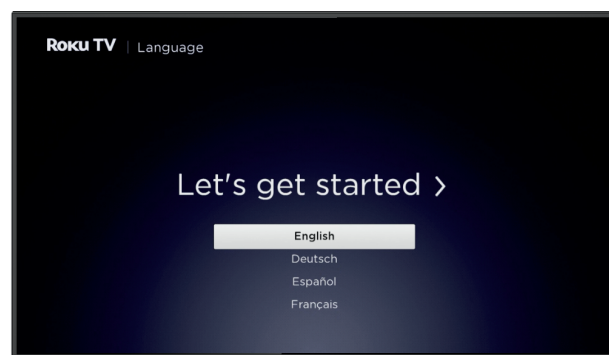 Roku TV | Language
Let's get started >
English
Deutsch
Español
Français